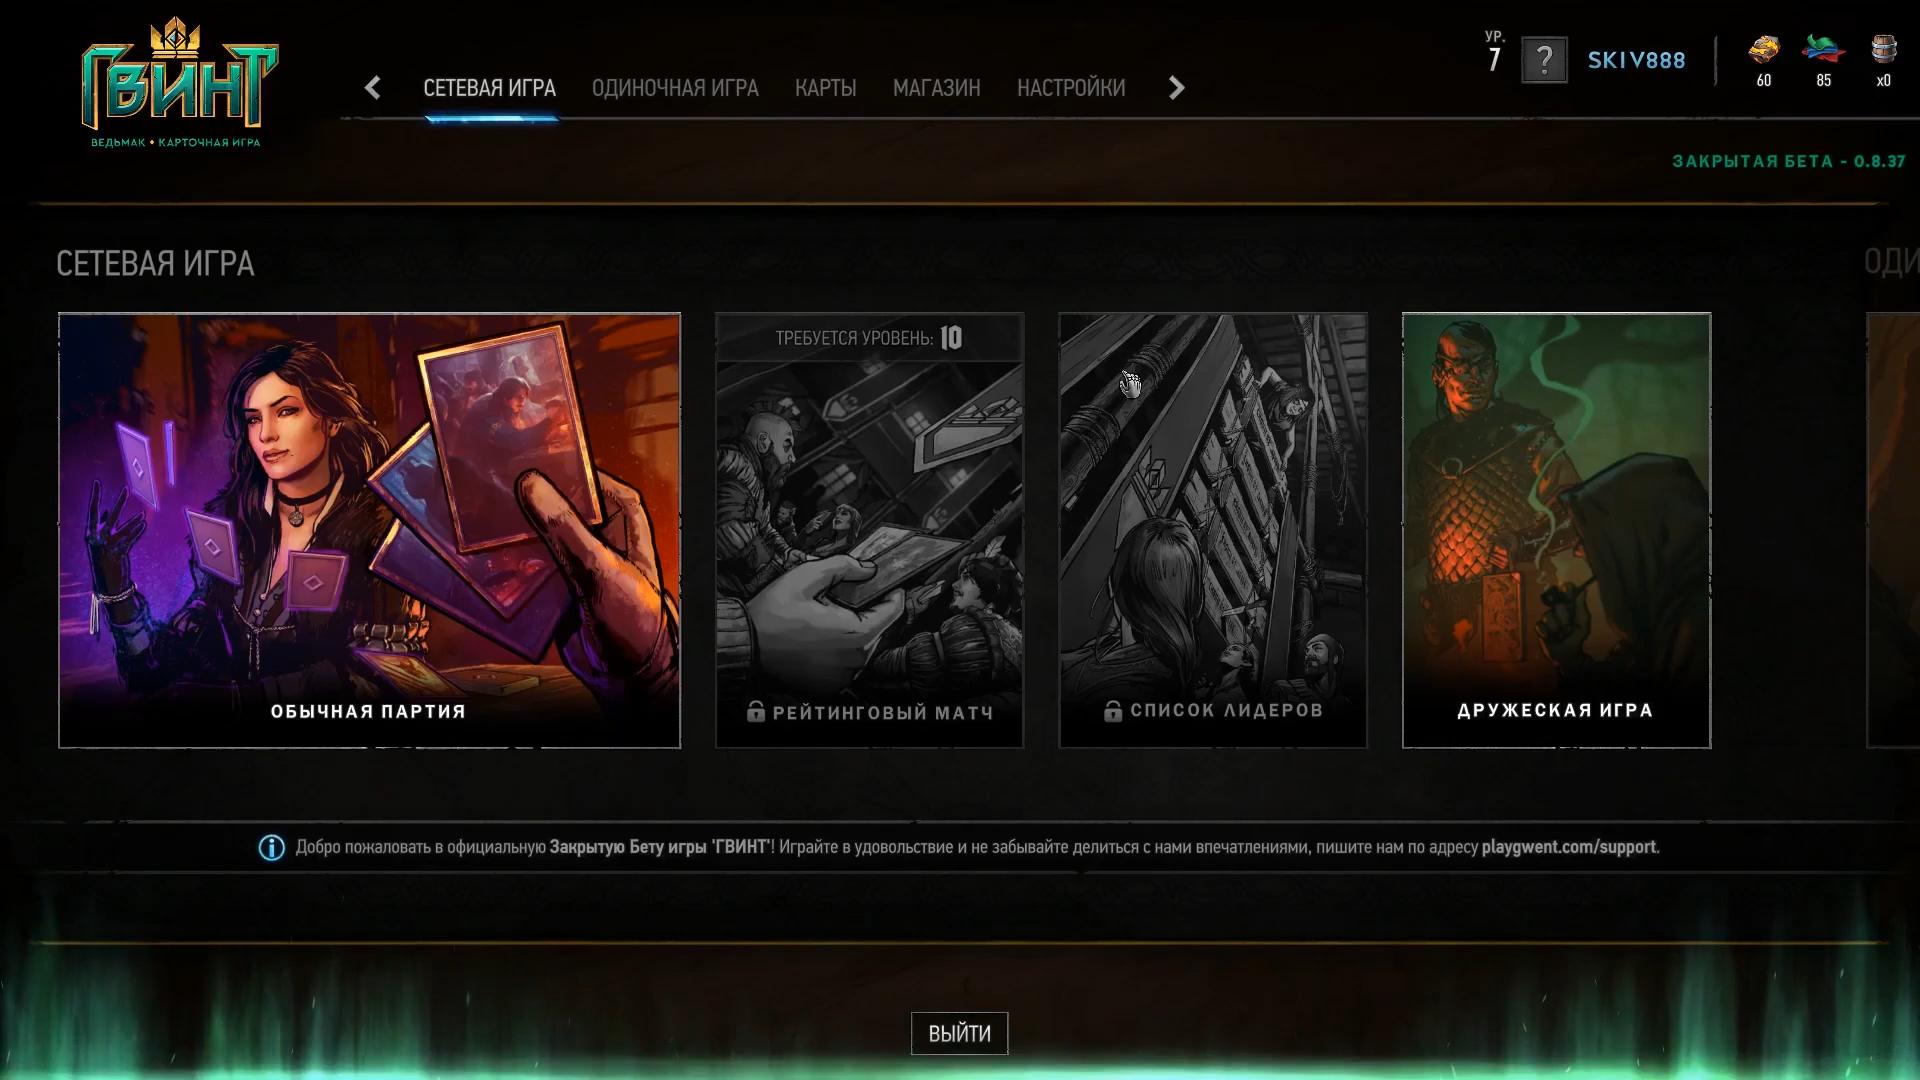 ГВИНТ
ВЕДЬМАК • КАРТОЧНАЯ ИГРА
СЕТЕВАЯ ИГРА
ОДИНОЧНАЯ ИГРА
КАРТЫ
МАГАЗИН
НАСТРОЙКИ
УР.
7
?
SKIV888
60
85
x0
ЗАКРЫТАЯ БЕТА - 0.8.37
СЕТЕВАЯ ИГРА
ОДИ
ТРЕБУЕТСЯ УРОВЕНЬ: 10
ОБЫЧНАЯ ПАРТИЯ
РЕЙТИНГОВЫЙ МАТЧ
СПИСОК ЛИДЕРОВ
ДРУЖЕСКАЯ ИГРА
Добро пожаловать в официальную Закрытую Бету игры 'ГВИНТ'! Играйте в удовольствие и не забывайте делиться с нами впечатлениями, пишите нам по адресу playgwent.com/support.
ВЫЙТИ